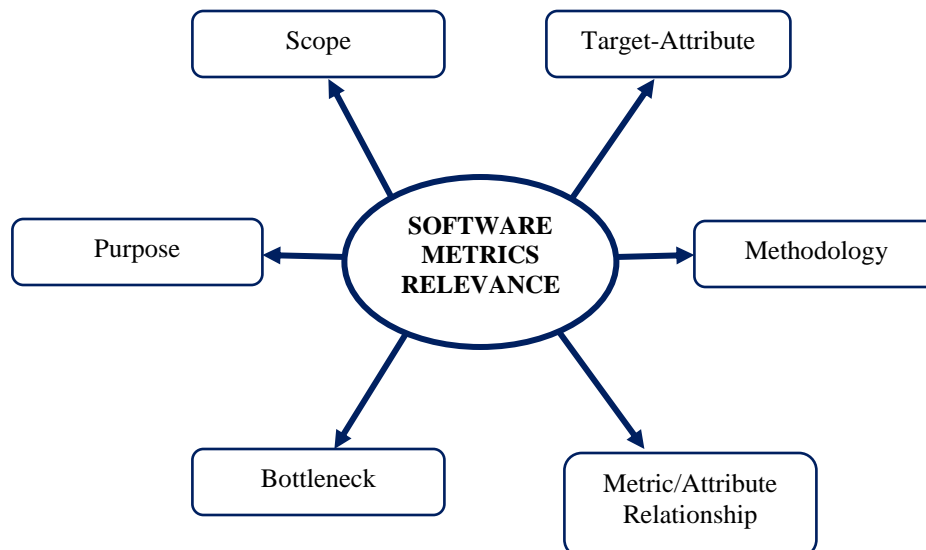 Scope
Target-Attribute
SOFTWARE
METRICS
RELEVANCE
Purpose
Methodology
Bottleneck
Metric/Attribute
Relationship